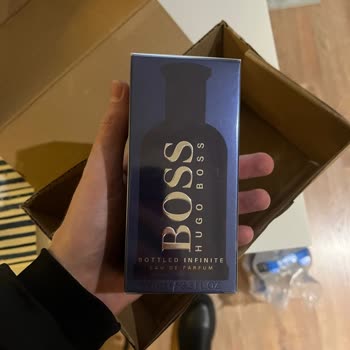 BOSS
HUGO BOSS
BOTTLED INFINITE
EAU DE PARFUM